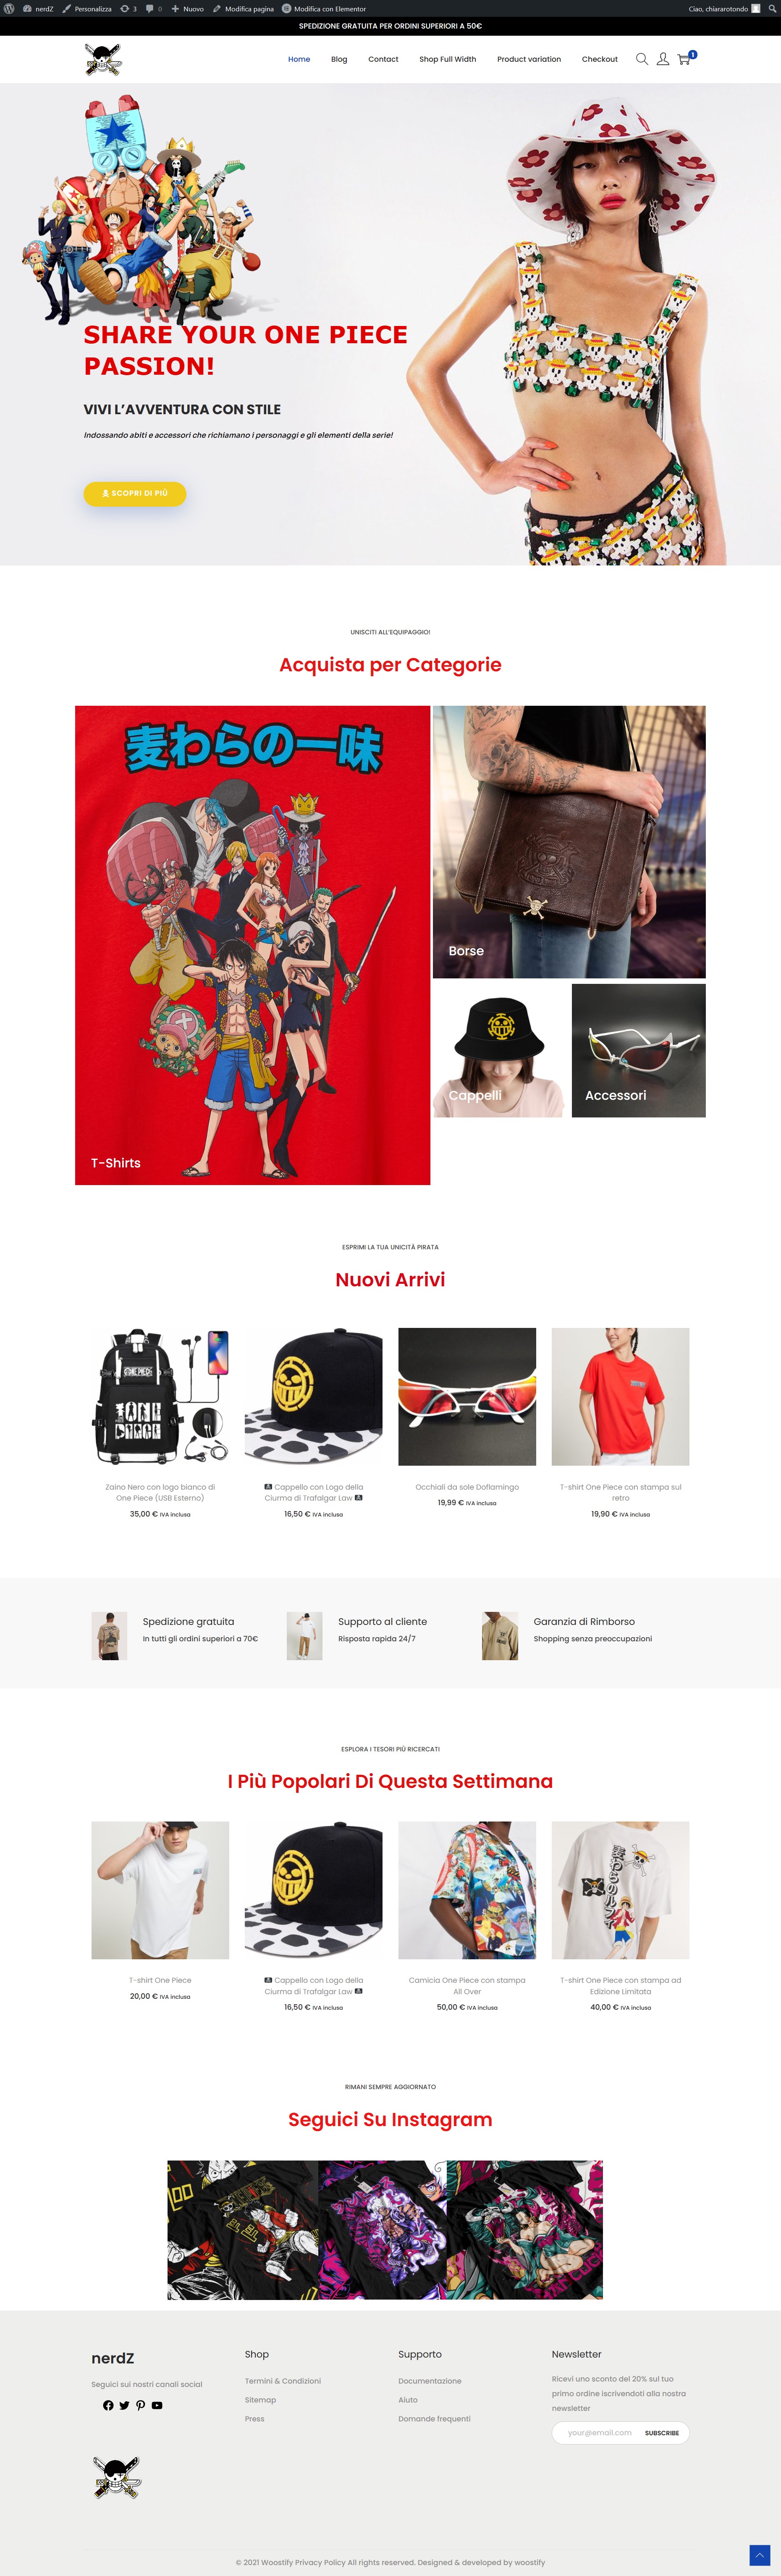 nerdZ
Personalizza
3
0
Nuovo
Modifica pagina
Modifica con Elementor
Ciao, chiararotondo
SPEDIZIONE GRATUITA PER ORDINI SUPERIORI A 50€
Home
Blog
Contact
Shop Full Width
Product variation
Checkout
1
SHARE YOUR ONE PIECE
PASSION!
VIVI L’AVVENTURA CON STILE
Indossando abiti e accessori che richiamano i personaggi e gli elementi della serie!
SCOPRI DI PIÙ
UNISCITI ALL’EQUIPAGGIO!
Acquista per Categorie
麦わらの一味
T-Shirts
Borse
Cappelli
Accessori
ESPRIMI LA TUA UNICITÀ PIRATA
Nuovi Arrivi
ONE PIECE
Zaino Nero con logo bianco di
One Piece (USB Esterno)
35,00 € IVA inclusa
🏴‍☠️ Cappello con Logo della
Ciurma di Trafalgar Law 🏴‍☠️
16,50 € IVA inclusa
Occhiali da sole Doflamingo
19,99 € IVA inclusa
T-shirt One Piece con stampa sul
retro
19,90 € IVA inclusa
Spedizione gratuita
In tutti gli ordini superiori a 70€
Supporto al cliente
Risposta rapida 24/7
Garanzia di Rimborso
Shopping senza preoccupazioni
ESPLORA I TESORI PIÙ RICERCATI
I Più Popolari Di Questa Settimana
T-shirt One Piece
20,00 € IVA inclusa
🏴‍☠️ Cappello con Logo della
Ciurma di Trafalgar Law 🏴‍☠️
16,50 € IVA inclusa
Camicia One Piece con stampa
All Over
50,00 € IVA inclusa
T-shirt One Piece con stampa ad
Edizione Limitata
40,00 € IVA inclusa
RIMANI SEMPRE AGGIORNATO
Seguici Su Instagram
nerdZ
Seguici sui nostri canali social
Shop
Termini & Condizioni
Sitemap
Press
Supporto
Documentazione
Aiuto
Domande frequenti
Newsletter
Ricevi uno sconto del 20% sul tuo
primo ordine iscrivendoti alla nostra
newsletter
your@email.com
SUBSCRIBE
© 2021 Woostify Privacy Policy All rights reserved. Designed & developed by woostify